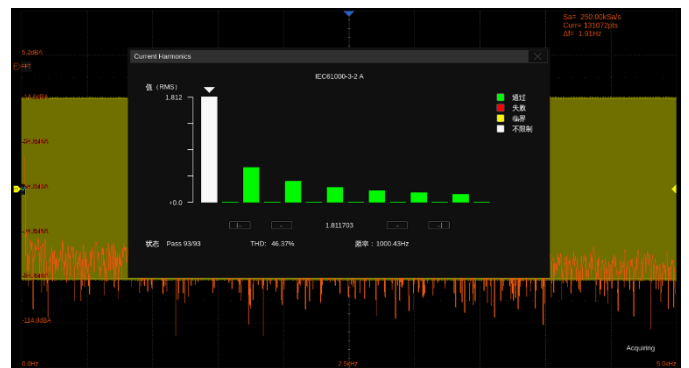 Sa= 250.00kSa/s
Curr= 131072pts
Δf= 1.91Hz
5.2dBA
Current Harmonics
IEC61000-3-2 A
值（RMS）
1.812
+0.0
通过
失败
临界
不限制
1.811703
状态 Pass 93/93 THD: 46.37% 频率：1000.43Hz
-114.8dBA
Acquiring
0.0Hz 2.5kHz 5.0kHz